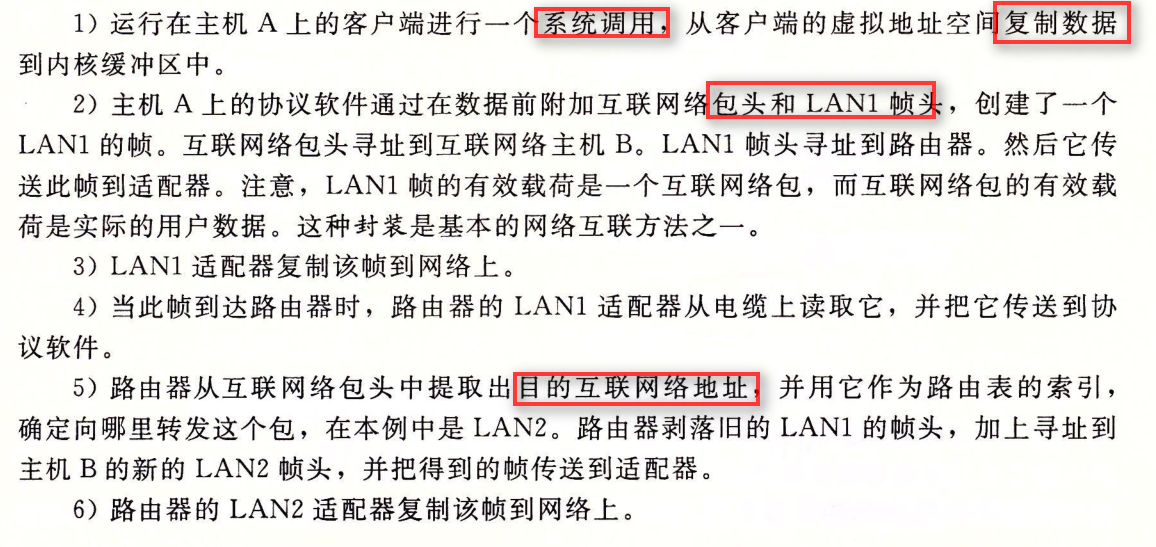 1）运行在主机 A 上的客户端进行一个系统调用，从客户端的虚拟地址空间复制数据
到内核缓冲区中。
2）主机 A 上的协议软件通过在数据前附加互联网络包头和 LAN1 帧头，创建了一个
LAN1 的帧。互联网络包头寻址到互联网络主机 B。LAN1 帧头寻址到路由器。然后它传
送此帧到适配器。注意，LAN1 帧的有效载荷是一个互联网络包，而互联网络包的有效载
荷是实际的用户数据。这种封装是基本的网络互联方法之一。
3）LAN1 适配器复制该帧到网络上。
4）当此帧到达路由器时，路由器的 LAN1 适配器从电缆上读取它，并把它传送到协
议软件。
5）路由器从互联网络包头中提取出目的互联网络地址，并用它作为路由表的索引，
确定向哪里转发这个包，在本例中是 LAN2。路由器剥落旧的 LAN1 的帧头，加上寻址到
主机 B 的新的 LAN2 帧头，并把得到的帧传送到适配器。
6）路由器的 LAN2 适配器复制该帧到网络上。